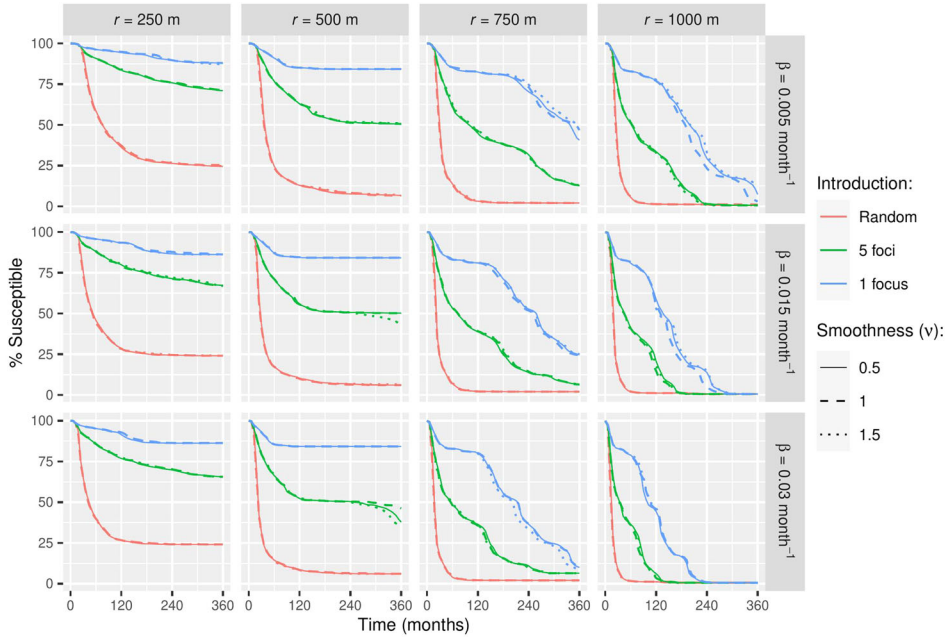 r = 250 m
r = 500 m
r = 750 m
r = 1000 m
100
75
50
25
0
β = 0.005 month⁻¹
100
75
50
25
0
β = 0.015 month⁻¹
100
75
50
25
0
β = 0.03 month⁻¹
% Susceptible
0 120 240 360
0 120 240 360
0 120 240 360
0 120 240 360
Time (months)
Introduction:
Random
5 foci
1 focus
Smoothness (ν):
0.5
1
1.5